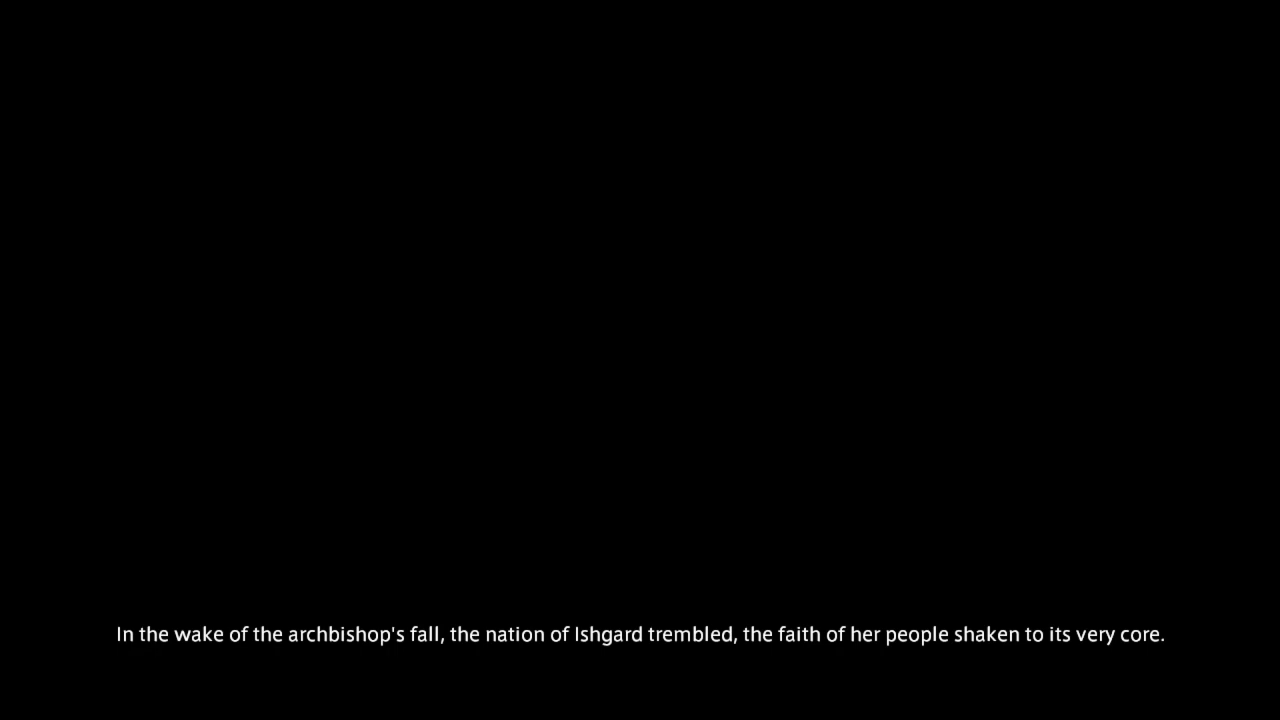 In the wake of the archbishop's fall, the nation of Ishgard trembled, the faith of her people shaken to its very core.